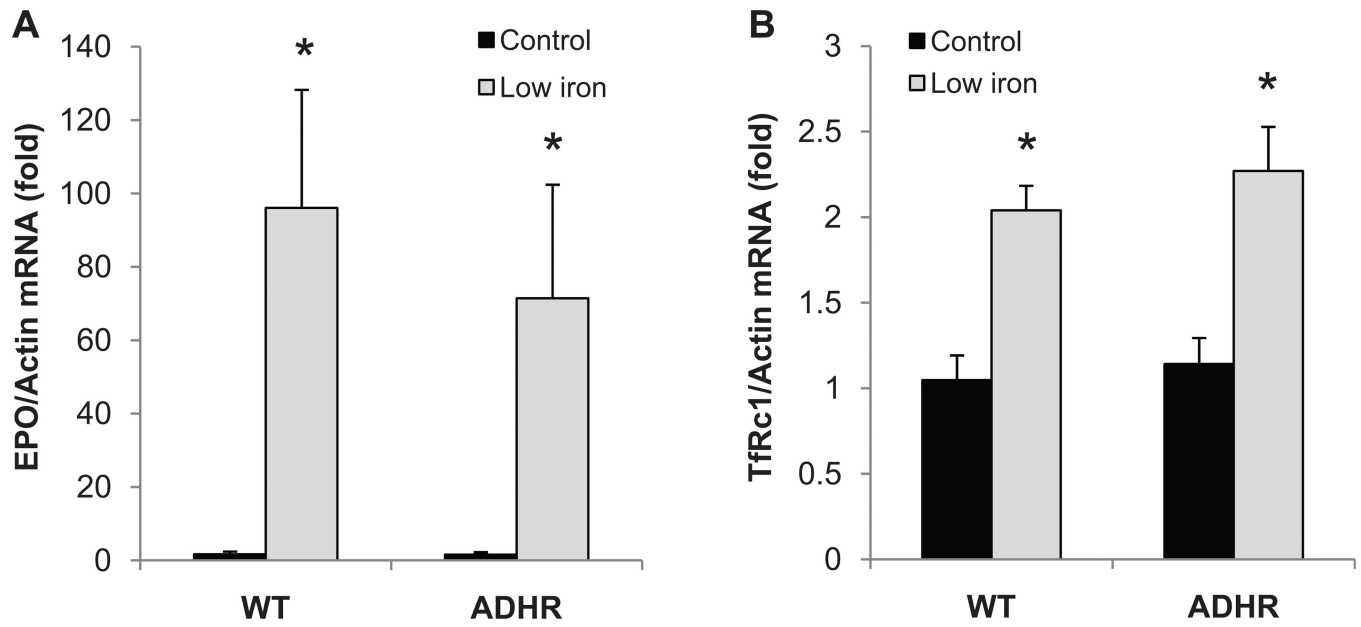 A
EPO/Actin mRNA (fold)
140
120
100
80
60
40
20
0
*
*
Control
Low iron
WT
ADHR
B
TfRc1/Actin mRNA (fold)
3
2.5
2
1.5
1
0.5
0
Control
Low iron
*
*
WT
ADHR